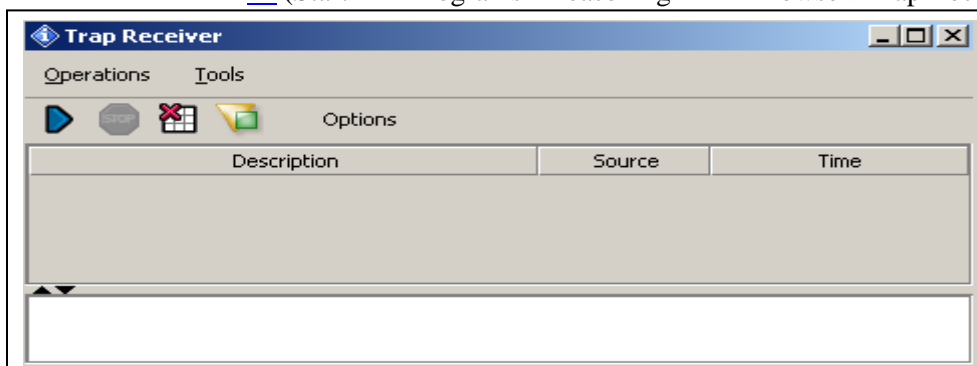 Trap Receiver
Operations Tools
STOP Options
Description Source Time